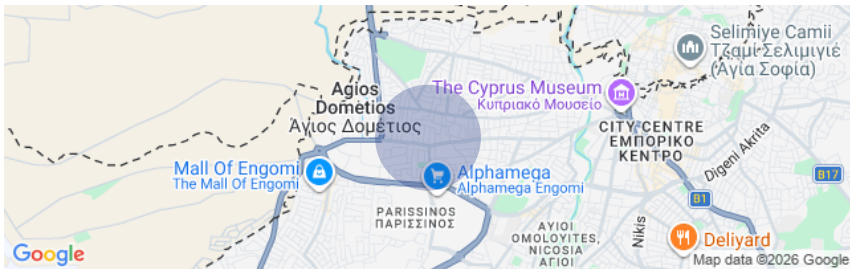 Selimiye Camii
Τζαμί Σελιμιγιέ
(Αγία Σοφία)
Agios
Dometios
Άγιος Δομέτιος
The Cyprus Museum
Κυπριακό Μουσείο
CITY CENTRE
ΕΜΠΟΡΙΚΟ
ΚΕΝΤΡΟ
Digeni Akrita
B17
Mall Of Engomi
The Mall Of Engomi
Alphamega
Alphamega Engomi
B1
PARISSINOS
ΠΑΡΙΣΣΙΝΟΣ
ΑΓΙΟΙ
OMOLOYITES,
NICOSIA
ΑΓΙΟΙ
Nikis
Deliyard
Google
Map data ©2026 Google